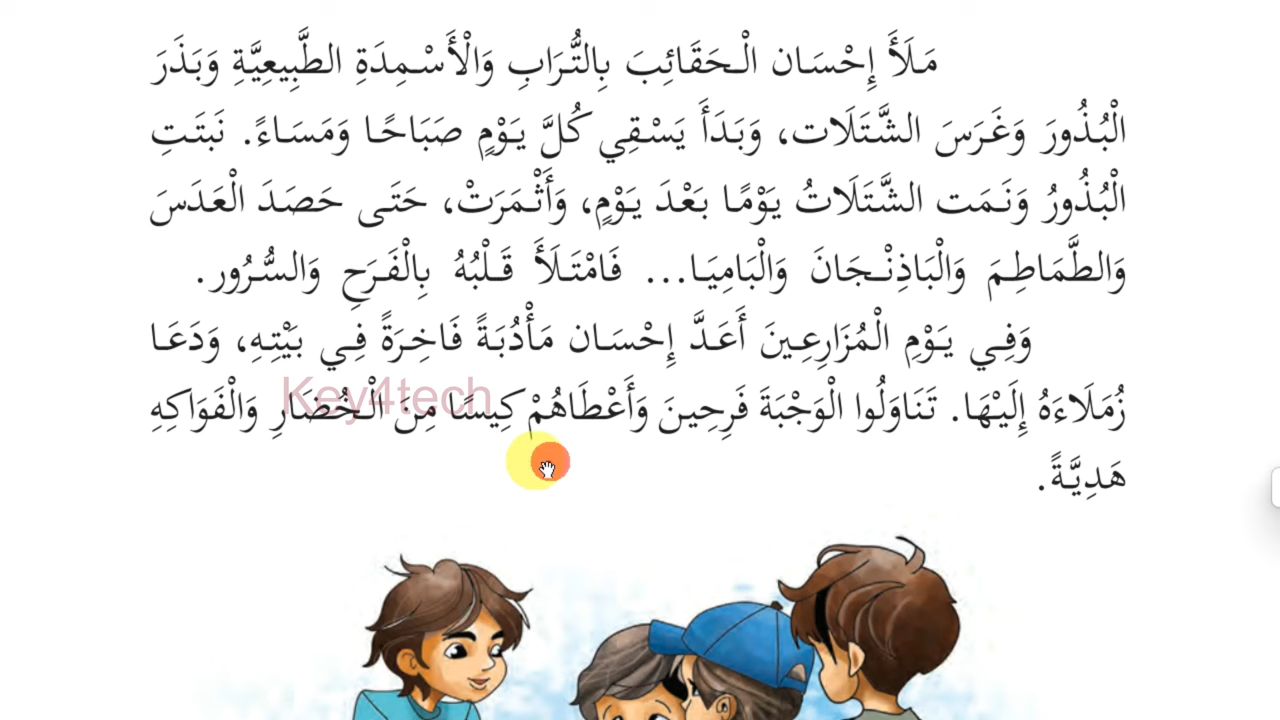 مَلَأَ إِحْسَان الْحَقَائِبَ بِالتُّرَابِ وَالْأَسْمِدَةِ الطَّبِيعِيَّةِ وَبَذَرَ
الْبُذُورَ وَغَرَسَ الشَّتَلَات، وَبَدَأَ يَسْقِي كُلَّ يَوْمٍ صَبَاحًا وَمَسَاءً. نَبَتَتِ
الْبُذُورُ وَنَمَت الشَّتَلَاتُ يَوْمًا بَعْدَ يَوْمٍ، وَأَثْمَرَتْ، حَتَى حَصَدَ الْعَدَسَ
وَالطَّمَاطِمَ وَالْبَاذِنْجَانَ وَالْبَامِيَا... فَامْتَلَأَ قَلْبُهُ بِالْفَرَحِ وَالسُّرُور.
وَفِي يَوْمِ الْمُزَارِعِينَ أَعَدَّ إِحْسَان مَأْدُبَةً فَاخِرَةً فِي بَيْتِهِ، وَدَعَا
زُمَلَاءَهُ إِلَيْهَا. تَنَاوَلُوا الْوَجْبَةَ فَرِحِينَ وَأَعْطَاهُمْ كِيسًا مِنَ الْخُضَارِ وَالْفَوَاكِهِ
هَدِيَّةً.
Key4tech